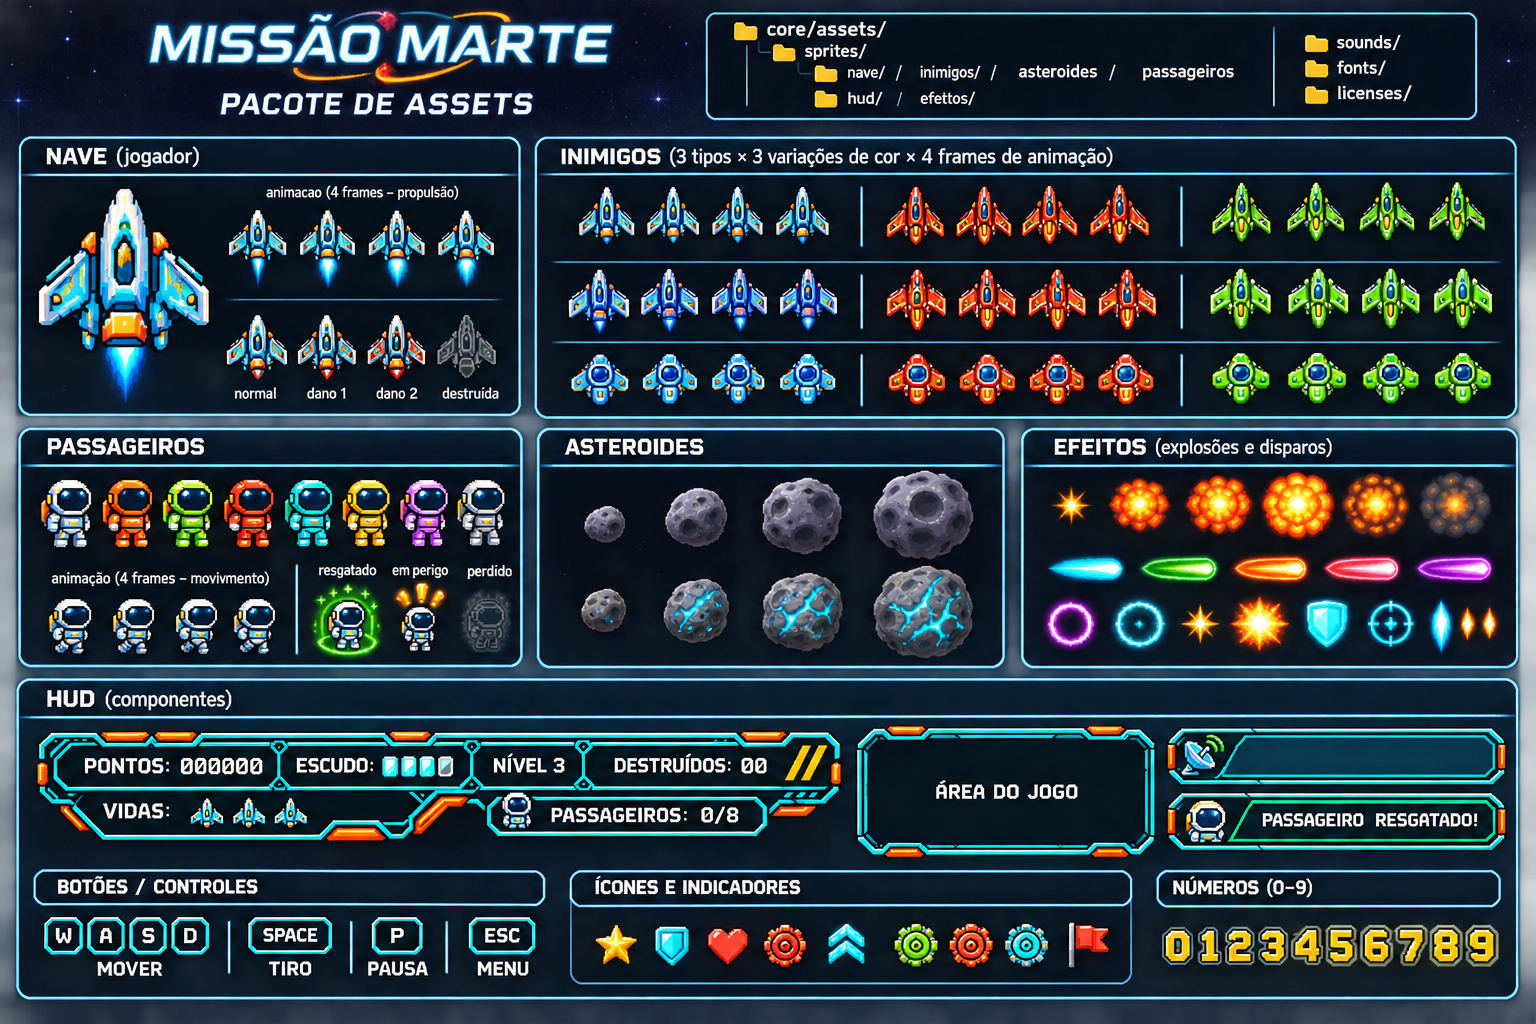 MISSÃO MARTE
PACOTE DE ASSETS
core/assets/
sprites/
nave/ / inimigos/ / asteroides / passageiros
hud/ / efettos/
sounds/
fonts/
licenses/
NAVE (jogador)
animacao (4 frames – propulsão)
normal dano 1 dano 2 destruída
INIMIGOS (3 tipos × 3 variações de cor × 4 frames de animação)
PASSAGEIROS
animação (4 frames – movivmento)
resgatado em perigo perdido
ASTEROIDES
EFEITOS (explosões e disparos)
HUD (componentes)
PONTOS: 000000 ESCUDO: NÍVEL 3 DESTRUÍDOS: 00
VIDAS: PASSAGEIROS: 0/8
ÁREA DO JOGO
PASSAGEIRO RESGATADO!
BOTÕES / CONTROLES
W A S D SPACE P ESC
MOVER TIRO PAUSA MENU
ÍCONES E INDICADORES
NÚMEROS (0–9)
0123456789